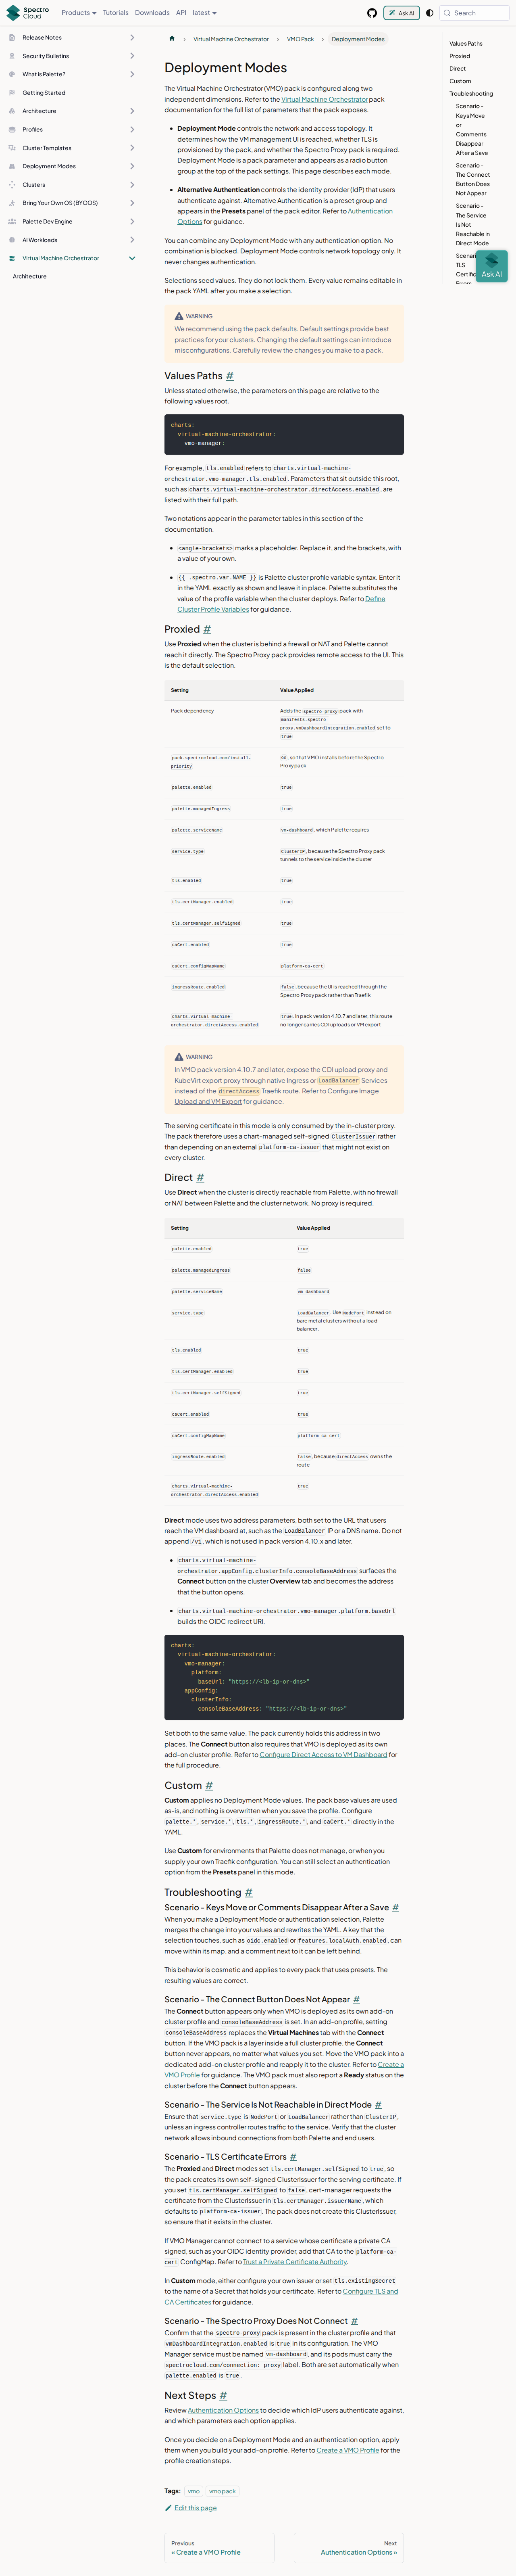 Spectro Cloud
Products
Tutorials
Downloads
API
latest
Ask AI
Search
Release Notes
Security Bulletins
What is Palette?
Getting Started
Architecture
Profiles
Cluster Templates
Deployment Modes
Clusters
Bring Your Own OS (BYOOS)
Palette Dev Engine
AI Workloads
Virtual Machine Orchestrator
Architecture
Virtual Machine Orchestrator
VMO Pack
Deployment Modes
Deployment Modes
The Virtual Machine Orchestrator (VMO) pack is configured along two
independent dimensions. Refer to the Virtual Machine Orchestrator pack
documentation for the full list of parameters that the pack exposes.
Deployment Mode controls the network and access topology. It
determines how the VM management UI is reached, whether TLS is
provisioned by the pack, and whether the Spectro Proxy pack is required.
Deployment Mode is a pack parameter and appears as a radio button
group at the top of the pack settings. This page describes each mode.
Alternative Authentication controls the identity provider (IdP) that users
authenticate against. Alternative Authentication is a preset group and
appears in the Presets panel of the pack editor. Refer to Authentication
Options for guidance.
You can combine any Deployment Mode with any authentication option. No
combination is blocked. Deployment Mode controls network topology only. It
never changes authentication.
Selections seed values. They do not lock them. Every value remains editable in
the pack YAML after you make a selection.
WARNING
We recommend using the pack defaults. Default settings provide best
practices for your clusters. Changing the default settings can introduce
misconfigurations. Carefully review the changes you make to a pack.
Values Paths #
Unless stated otherwise, the parameters on this page are relative to the
following values root.
charts:
virtual-machine-orchestrator:
vmo-manager:
For example, tls.enabled refers to charts.virtual-machine-
orchestrator.vmo-manager.tls.enabled. Parameters that sit outside this root,
such as charts.virtual-machine-orchestrator.directAccess.enabled, are
listed with their full path.
Two notations appear in the parameter tables in this section of the
documentation.
<angle-brackets> marks a placeholder. Replace it, and the brackets, with
a value of your own.
{{ .spectro.var.NAME }} is Palette cluster profile variable syntax. Enter it
in the YAML exactly as shown and leave it in place. Palette substitutes the
value of the profile variable when the cluster deploys. Refer to Define
Cluster Profile Variables for guidance.
Proxied #
Use Proxied when the cluster is behind a firewall or NAT and Palette cannot
reach it directly. The Spectro Proxy pack provides remote access to the UI. This
is the default selection.
Setting
Value Applied
Pack dependency
Adds the spectro-proxy pack with
manifests.spectro-
proxy.vmDashboardIntegration.enabled set to
true
pack.spectrocloud.com/install-
priority
90, so that VMO installs before the Spectro
Proxy pack
palette.enabled
true
palette.managedIngress
true
palette.serviceName
vm-dashboard, which Palette requires
service.type
ClusterIP, because the Spectro Proxy pack
tunnels to the service inside the cluster
tls.enabled
true
tls.certManager.enabled
true
tls.certManager.selfSigned
true
caCert.enabled
true
caCert.configMapName
platform-ca-cert
ingressRoute.enabled
false, because the UI is reached through the
Spectro Proxy pack rather than Traefik
charts.virtual-machine-
orchestrator.directAccess.enabled
true. In pack version 4.10.7 and later, this route
no longer carries CDI uploads or VM export
WARNING
In VMO pack version 4.10.7 and later, expose the CDI upload proxy and
KubeVirt export proxy through native Ingress or LoadBalancer Services
instead of the directAccess Traefik route. Refer to Configure Image
Upload and VM Export for guidance.
The serving certificate in this mode is only consumed by the in-cluster proxy.
The pack therefore uses a chart-managed self-signed ClusterIssuer rather
than depending on an external platform-ca-issuer that might not exist on
every cluster.
Direct #
Use Direct when the cluster is directly reachable from Palette, with no firewall
or NAT between Palette and the cluster network. No proxy is required.
Setting
Value Applied
palette.enabled
true
palette.managedIngress
false
palette.serviceName
vm-dashboard
service.type
LoadBalancer. Use NodePort instead on
bare metal clusters without a load
balancer.
tls.enabled
true
tls.certManager.enabled
true
tls.certManager.selfSigned
true
caCert.enabled
true
caCert.configMapName
platform-ca-cert
ingressRoute.enabled
false, because directAccess owns the
route
charts.virtual-machine-
orchestrator.directAccess.enabled
true
Direct mode uses two address parameters, both set to the URL that users
reach the VM dashboard at, such as the LoadBalancer IP or a DNS name. Do not
append /v1, which is not used in pack version 4.10.x and later.
charts.virtual-machine-
orchestrator.appConfig.clusterInfo.consoleBaseAddress surfaces the
Connect button on the cluster Overview tab and becomes the address
that the button opens.
charts.virtual-machine-orchestrator.vmo-manager.platform.baseUrl
builds the OIDC redirect URI.
charts:
virtual-machine-orchestrator:
vmo-manager:
platform:
baseUrl: "https://<lb-ip-or-dns>"
appConfig:
clusterInfo:
consoleBaseAddress: "https://<lb-ip-or-dns>"
Set both to the same value. The pack currently holds this address in two
places. The Connect button also requires that VMO is deployed as its own
add-on cluster profile. Refer to Configure Direct Access to VM Dashboard for
the full procedure.
Custom #
Custom applies no Deployment Mode values. The pack base values are used
as-is, and nothing is overwritten when you save the profile. Configure
palette.*, service.*, tls.*, ingressRoute.*, and caCert.* directly in the
YAML.
Use Custom for environments that Palette does not manage, or when you
supply your own Traefik configuration. You can still select an authentication
option from the Presets panel in this mode.
Troubleshooting #
Scenario - Keys Move or Comments Disappear After a Save #
When you make a Deployment Mode or authentication selection, Palette
merges the change into your values and rewrites the YAML. A key that the
selection touches, such as oidc.enabled or features.localAuth.enabled, can
move within its map, and a comment next to it can be left behind.
This behavior is cosmetic and applies to every pack that uses presets. The
resulting values are correct.
Scenario - The Connect Button Does Not Appear #
The Connect button appears only when VMO is deployed as its own add-on
cluster profile and consoleBaseAddress is set. In an add-on profile, setting
consoleBaseAddress replaces the Virtual Machines tab with the Connect
button. If the VMO pack is a layer inside a full cluster profile, the Connect
button never appears, no matter what values you set. Move the VMO pack into a
dedicated add-on cluster profile and reapply it to the cluster. Refer to Create a
VMO Profile for guidance. The VMO pack must also report a Ready status on the
cluster before the Connect button appears.
Scenario - The Service Is Not Reachable in Direct Mode #
Ensure that service.type is NodePort or LoadBalancer rather than ClusterIP,
unless an ingress controller routes traffic to the service. Verify that the cluster
network allows inbound connections from both Palette and end users.
Scenario - TLS Certificate Errors #
The Proxied and Direct modes set tls.certManager.selfSigned to true, so
the pack creates its own self-signed ClusterIssuer for the serving certificate. If
you set tls.certManager.selfSigned to false, cert-manager requests the
certificate from the ClusterIssuer in tls.certManager.issuerName, which
defaults to platform-ca-issuer. The pack does not create this ClusterIssuer,
so ensure that it exists in the cluster.
If VMO Manager cannot connect to a service whose certificate a private CA
signed, such as your OIDC identity provider, add that CA to the platform-ca-
cert ConfigMap. Refer to Trust a Private Certificate Authority.
In Custom mode, either configure your own issuer or set tls.existingSecret
to the name of a Secret that holds your certificate. Refer to Configure TLS and
CA Certificates for guidance.
Scenario - The Spectro Proxy Does Not Connect #
Confirm that the spectro-proxy pack is present in the cluster profile and that
vmDashboardIntegration.enabled is true in its configuration. The VMO
Manager service must be named vm-dashboard, and its pods must carry the
spectrocloud.com/connection: proxy label. Both are set automatically when
palette.enabled is true.
Next Steps #
Review Authentication Options to decide which IdP users authenticate against,
and which parameters each option applies.
Once you decide on a Deployment Mode and an authentication option, apply
them when you build your add-on profile. Refer to Create a VMO Profile for the
profile creation steps.
Tags: vmo vmo pack
Edit this page
Previous
« Create a VMO Profile
Next
Authentication Options »
Values Paths
Proxied
Direct
Custom
Troubleshooting
Scenario -
Keys Move
or
Comments
Disappear
After a Save
Scenario -
The Connect
Button Does
Not Appear
Scenario -
The Service
Is Not
Reachable in
Direct Mode
TLS
Ask AI